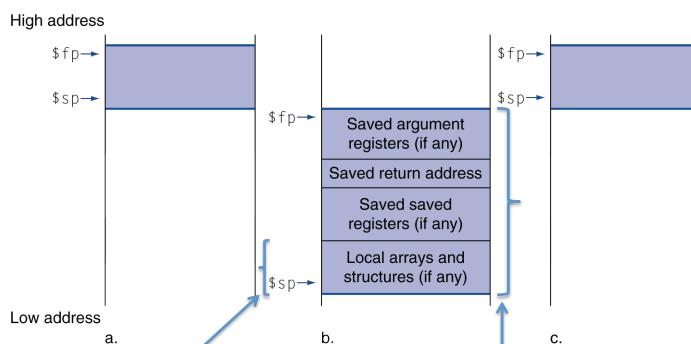 High address
$fp
$sp
$fp
Saved argument
registers (if any)
Saved return address
Saved saved
registers (if any)
Local arrays and
structures (if any)
$sp
$fp
$sp
Low address
a.
b.
c.